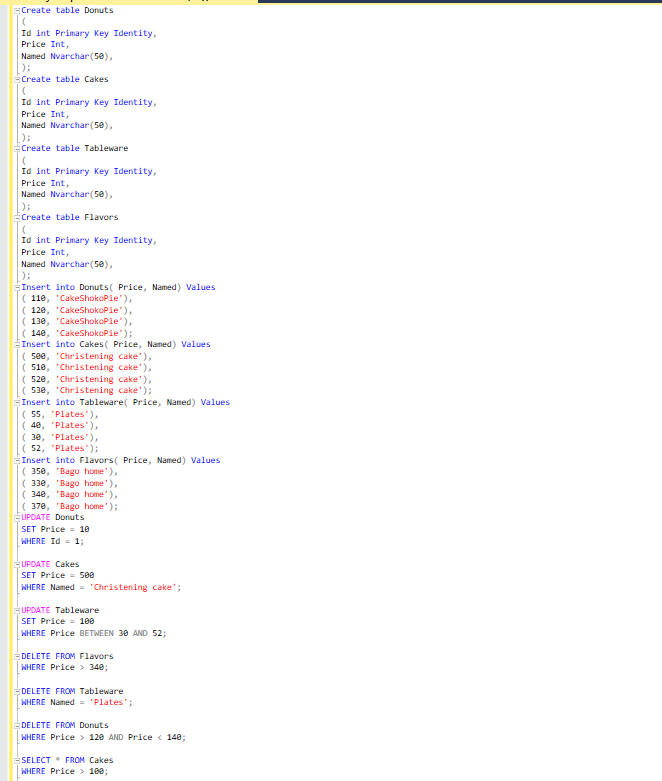 Create table Donuts
(
Id int Primary Key Identity,
Price Int,
Named Nvarchar(50),
);
Create table Cakes
(
Id int Primary Key Identity,
Price Int,
Named Nvarchar(50),
);
Create table Tableware
(
Id int Primary Key Identity,
Price Int,
Named Nvarchar(50),
);
Create table Flavors
(
Id int Primary Key Identity,
Price Int,
Named Nvarchar(50),
);
Insert into Donuts( Price, Named) Values
( 110, 'CakeShokoPie'),
( 120, 'CakeShokoPie'),
( 130, 'CakeShokoPie'),
( 140, 'CakeShokoPie');
Insert into Cakes( Price, Named) Values
( 500, 'Christening cake'),
( 510, 'Christening cake'),
( 520, 'Christening cake'),
( 530, 'Christening cake');
Insert into Tableware( Price, Named) Values
( 55, 'Plates'),
( 40, 'Plates'),
( 30, 'Plates'),
( 52, 'Plates');
Insert into Flavors( Price, Named) Values
( 350, 'Bago home'),
( 330, 'Bago home'),
( 340, 'Bago home'),
( 370, 'Bago home');
UPDATE Donuts
SET Price = 10
WHERE Id = 1;
UPDATE Cakes
SET Price = 500
WHERE Named = 'Christening cake';
UPDATE Tableware
SET Price = 100
WHERE Price BETWEEN 30 AND 52;
DELETE FROM Flavors
WHERE Price > 340;
DELETE FROM Tableware
WHERE Named = 'Plates';
DELETE FROM Donuts
WHERE Price > 120 AND Price < 140;
SELECT * FROM Cakes
WHERE Price > 100;